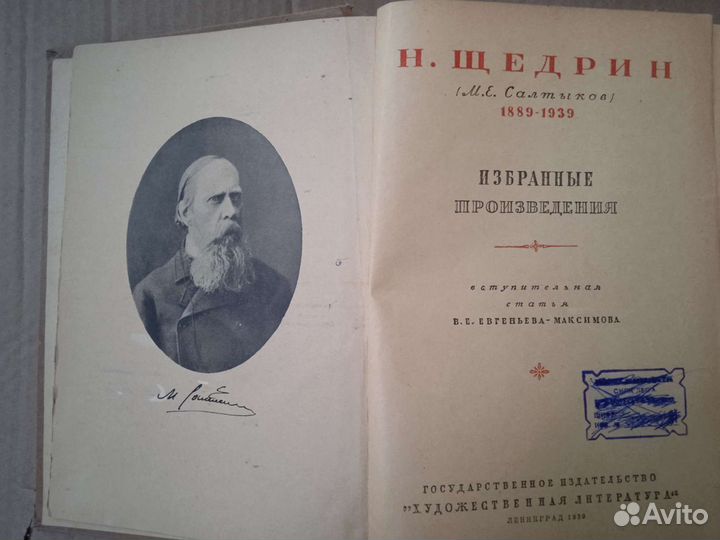 Н. ЩЕДРИН
(М.Е. Салтыков)
1889-1939
ИЗБРАННЫЕ
ПРОИЗВЕДЕНИЯ
вступительная
статья
В.Е. ЕВГЕНЬЕВА-МАКСИМОВА
ГОСУДАРСТВЕННОЕ ИЗДАТЕЛЬСТВО
"ХУДОЖЕСТВЕННАЯ ЛИТЕРАТУРА"
ЛЕНИНГРАД 1939
Avito